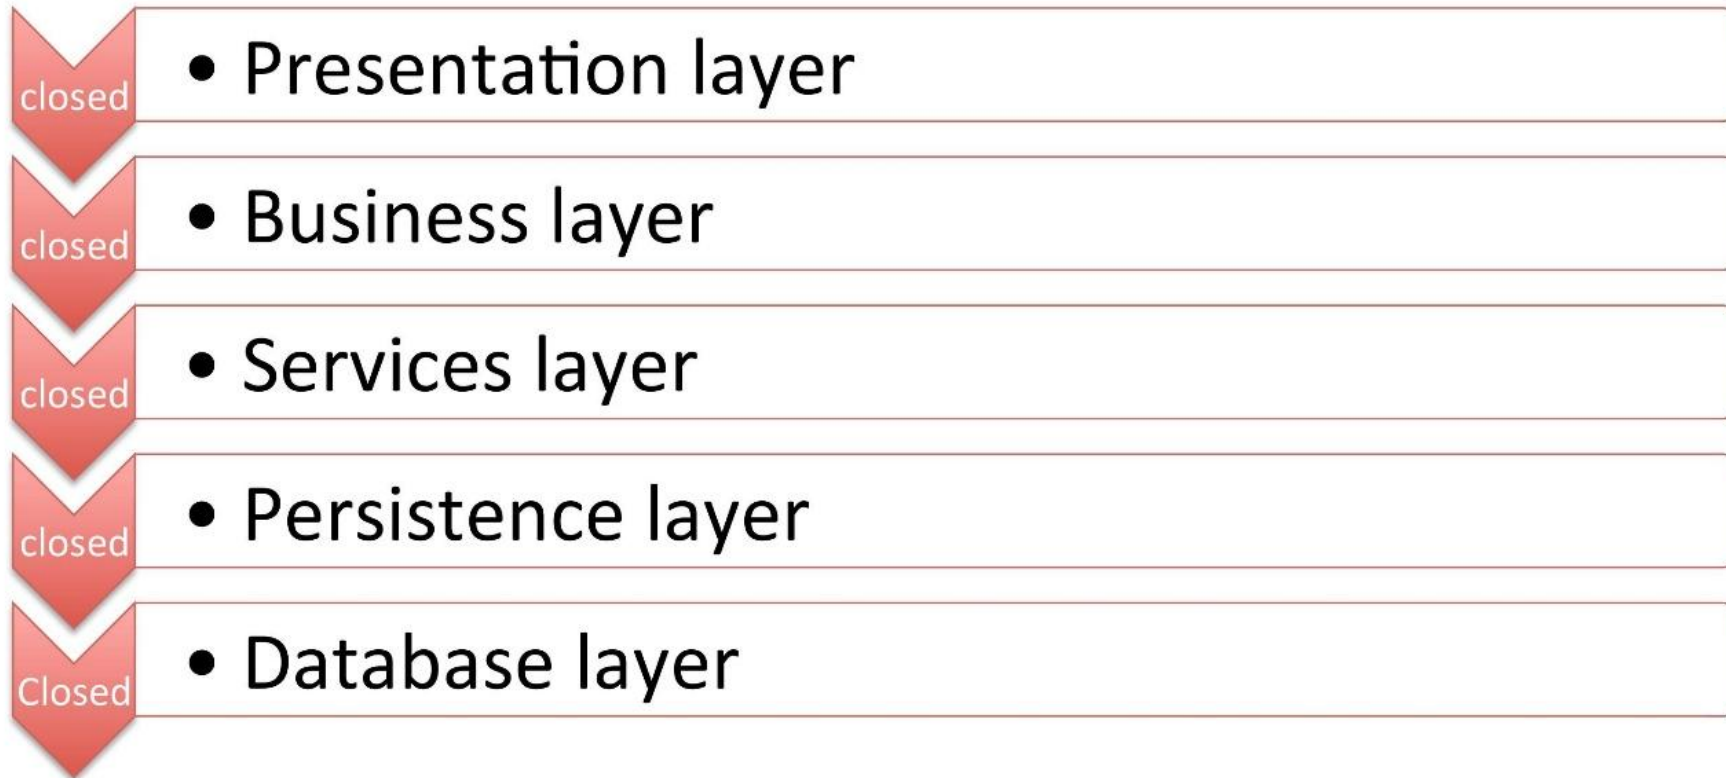 closed
• Presentation layer
closed
• Business layer
closed
• Services layer
closed
• Persistence layer
Closed
• Database layer